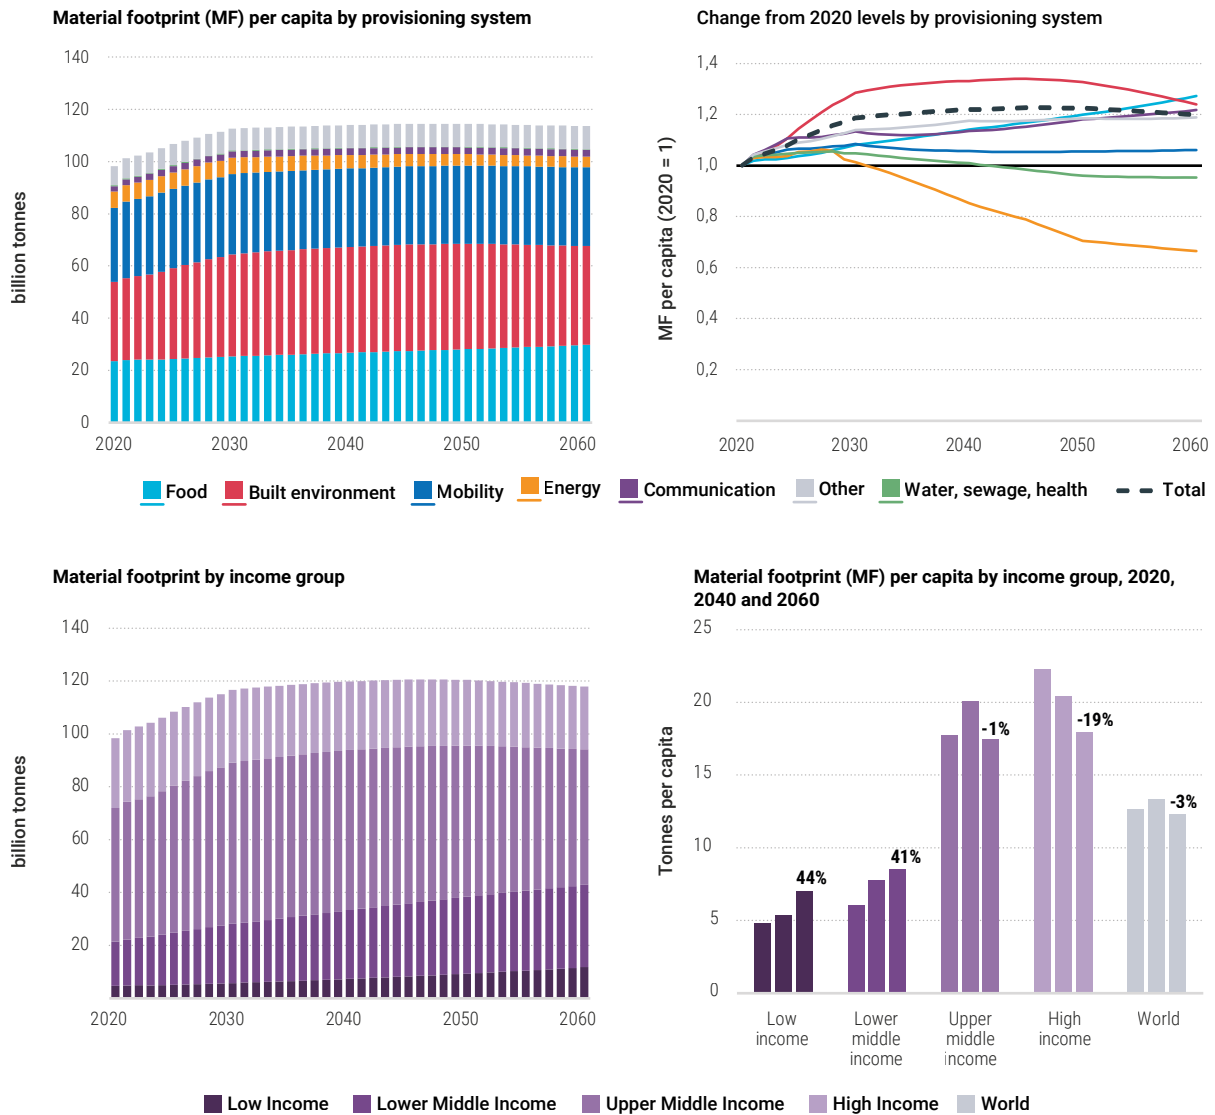 Material footprint (MF) per capita by provisioning system
140
120
100
80
60
40
20
0
billion tonnes
2020
2030
2040
2050
2060
Change from 2020 levels by provisioning system
1,4
1,2
1,0
0,8
0,6
0,4
0,2
MF per capita (2020 = 1)
2020
2030
2040
2050
2060
Food
Built environment
Mobility
Energy
Communication
Other
Water, sewage, health
Total
Material footprint by income group
140
120
100
80
60
40
20
billion tonnes
2020
2030
2040
2050
2060
Material footprint (MF) per capita by income group, 2020,
2040 and 2060
25
20
15
10
5
0
Tonnes per capita
44%
41%
-1%
-19%
-3%
Low
income
Lower
middle
income
Upper
middle
income
High
income
World
Low Income
Lower Middle Income
Upper Middle Income
High Income
World